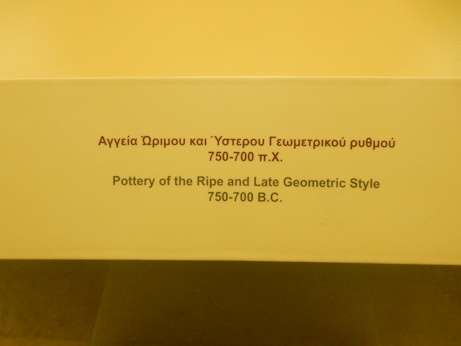 Αγγεία Ώριμου και Ύστερου Γεωμετρικού ρυθμού
750-700 π.Χ.
Pottery of the Ripe and Late Geometric Style
750-700 B.C.